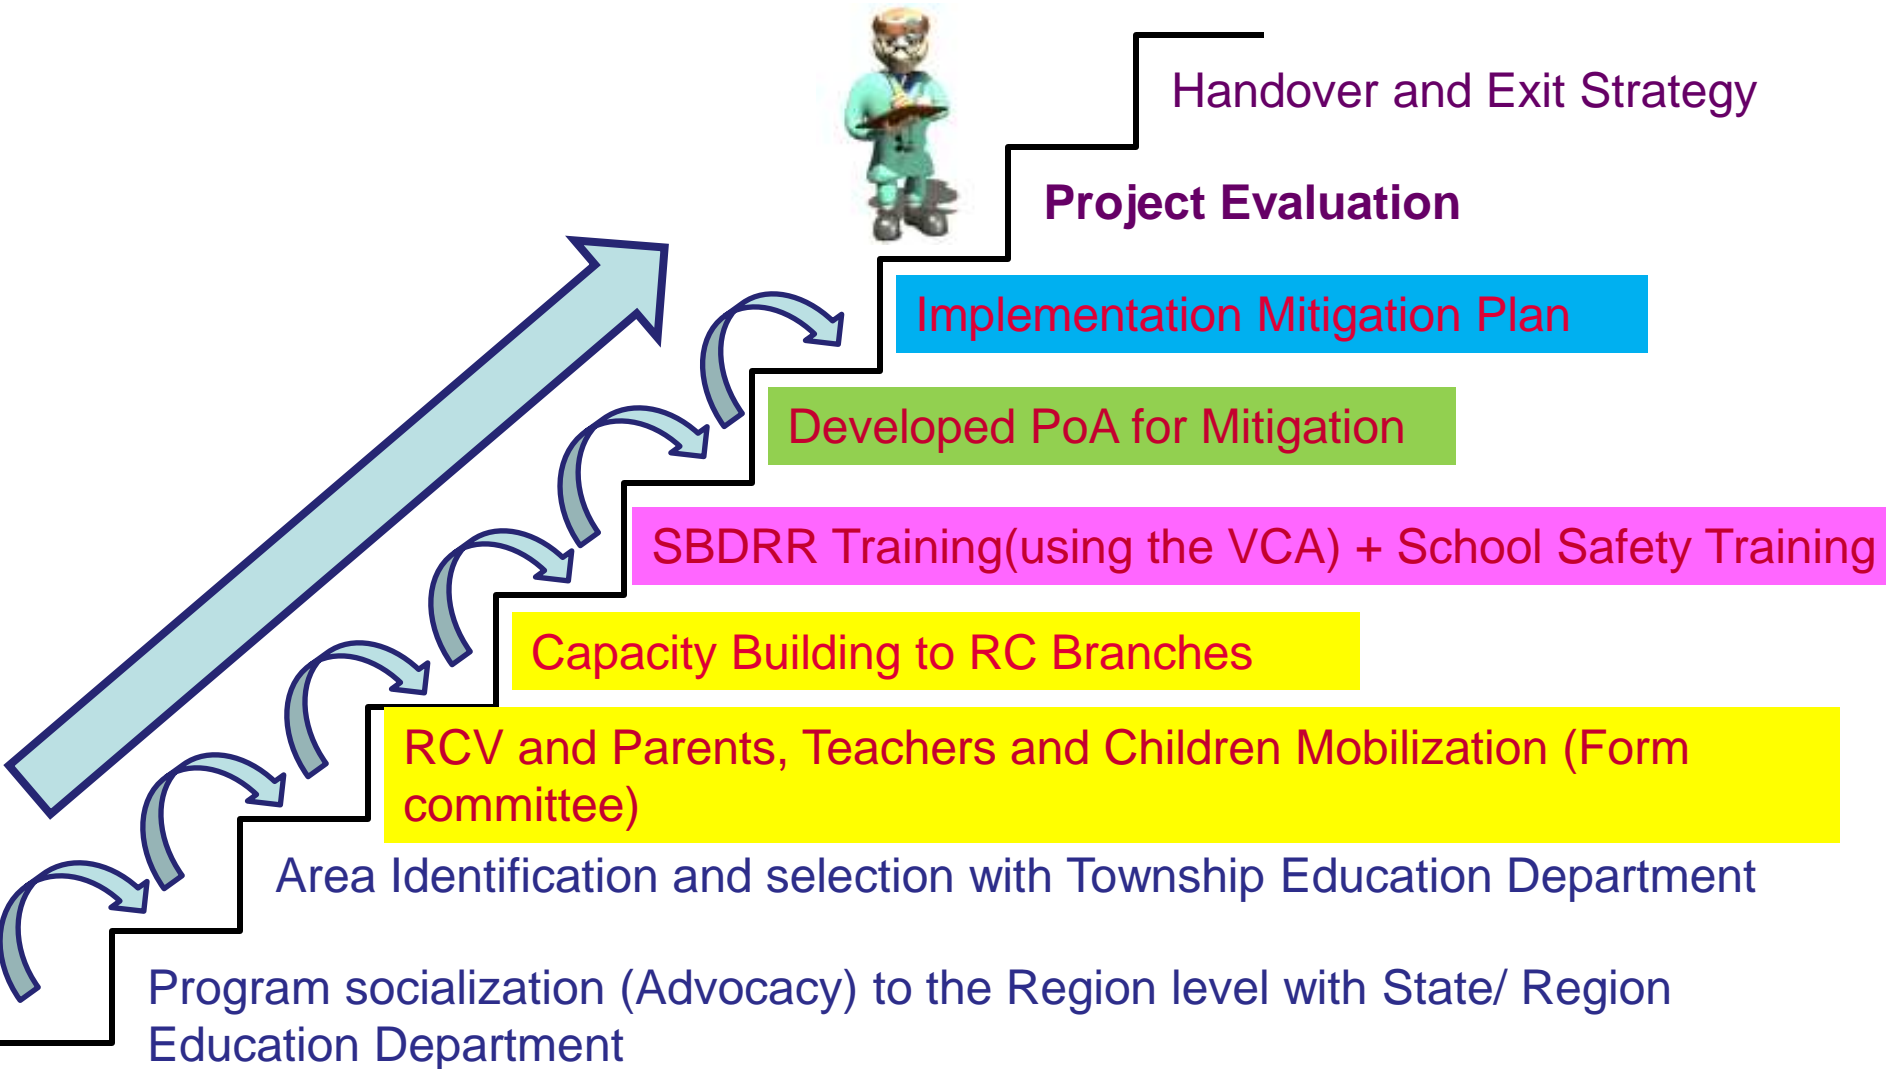 Handover and Exit Strategy
Project Evaluation
Implementation Mitigation Plan
Developed PoA for Mitigation
SBDRR Training(using the VCA) + School Safety Training
Capacity Building to RC Branches
RCV and Parents, Teachers and Children Mobilization (Form
committee)
Area Identification and selection with Township Education Department
Program socialization (Advocacy) to the Region level with State/ Region
Education Department